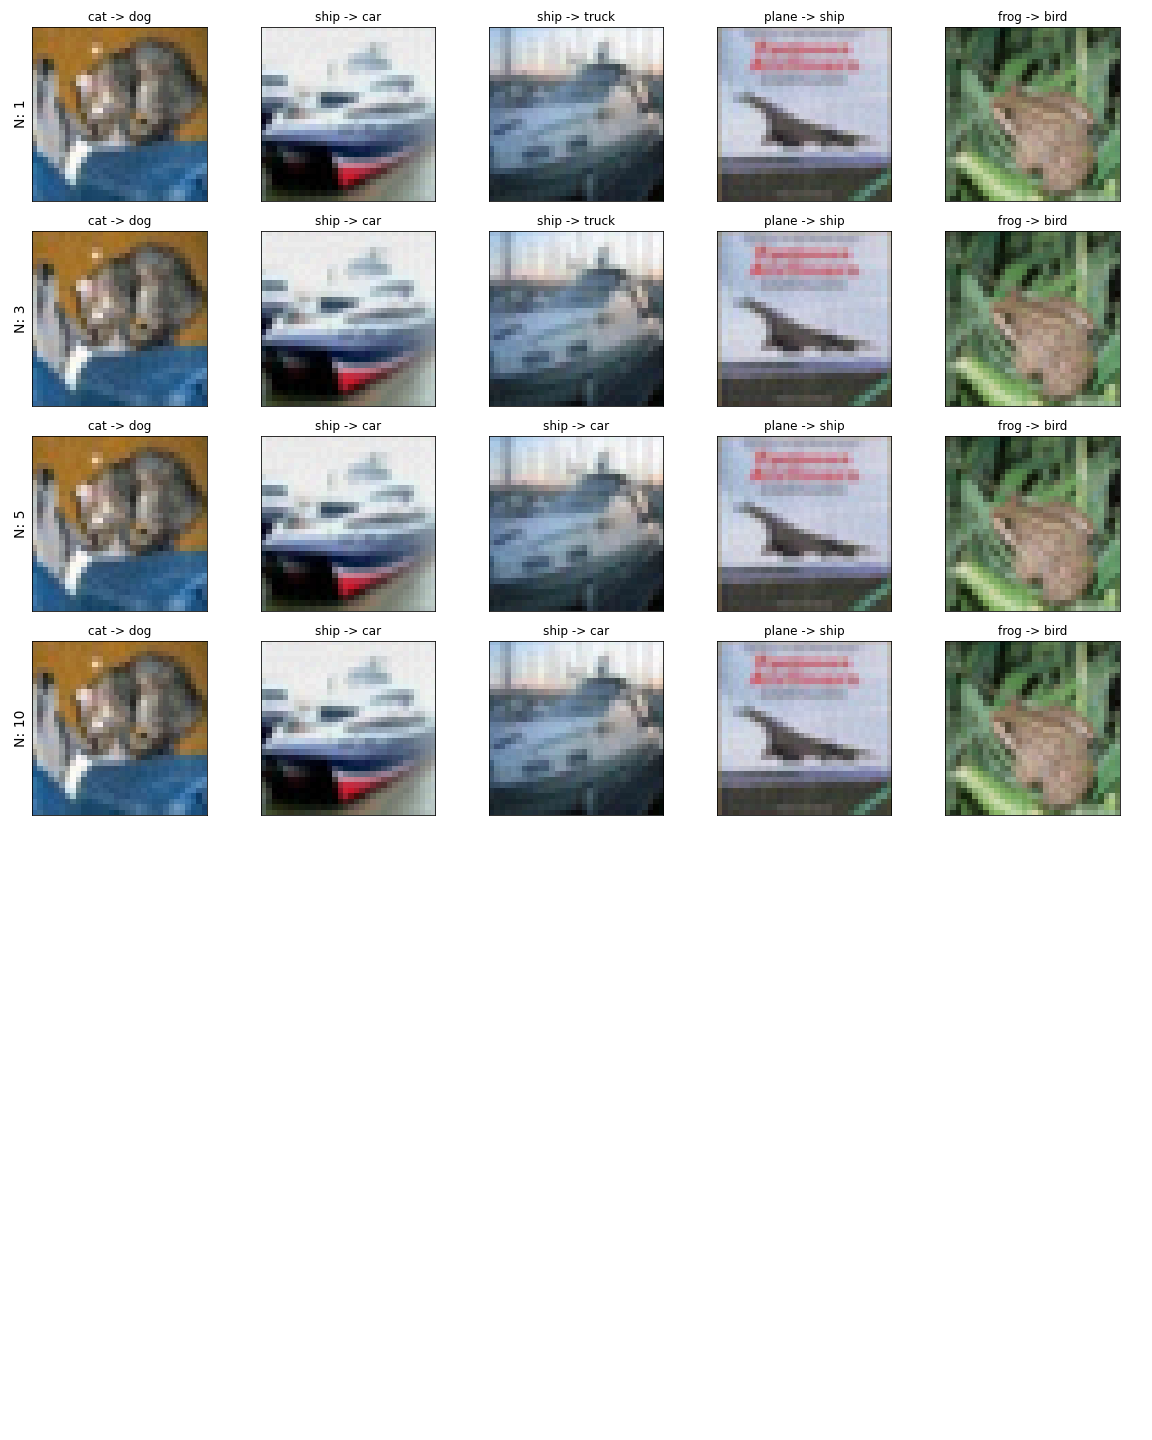 cat -> dog ship -> car ship -> truck plane -> ship frog -> bird
N: 1
cat -> dog ship -> car ship -> truck plane -> ship frog -> bird
N: 3
cat -> dog ship -> car ship -> car plane -> ship frog -> bird
N: 5
cat -> dog ship -> car ship -> car plane -> ship frog -> bird
N: 10